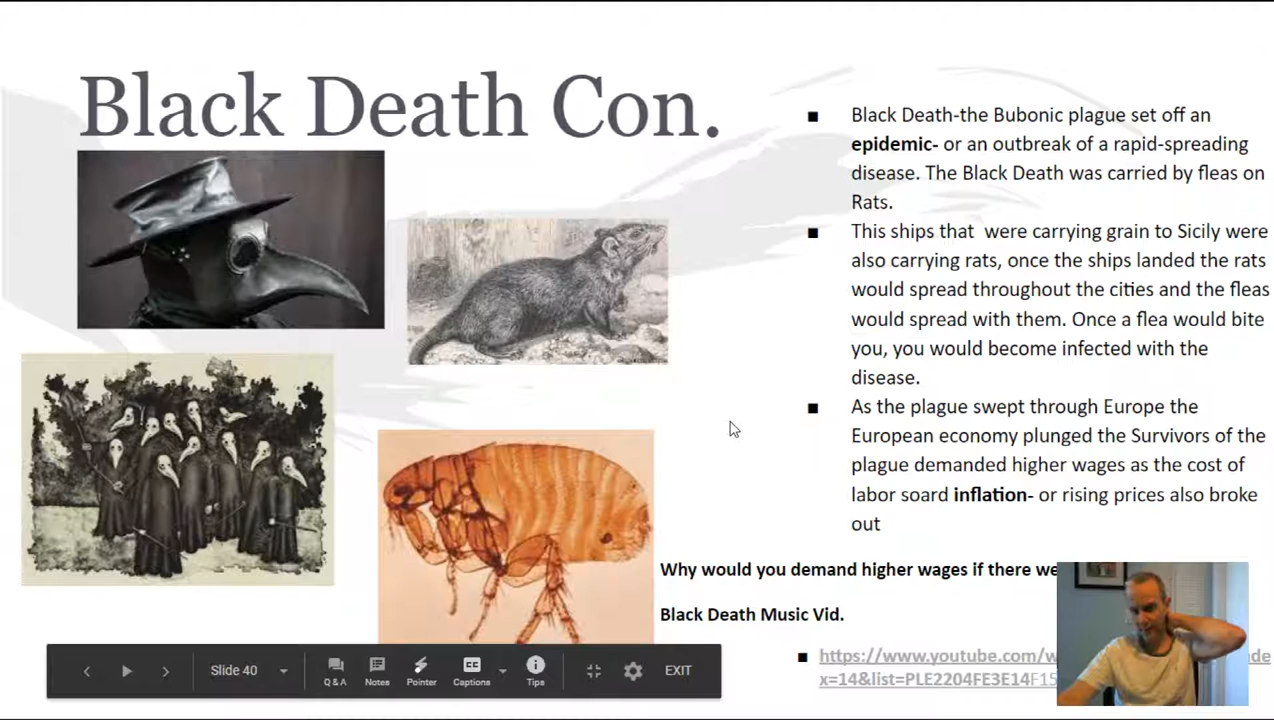 Black Death Con.
■ Black Death-the Bubonic plague set off an
epidemic- or an outbreak of a rapid-spreading
disease. The Black Death was carried by fleas on
Rats.
■ This ships that were carrying grain to Sicily were
also carrying rats, once the ships landed the rats
would spread throughout the cities and the fleas
would spread with them. Once a flea would bite
you, you would become infected with the
disease.
■ As the plague swept through Europe the
European economy plunged the Survivors of the
plague demanded higher wages as the cost of
labor soard inflation- or rising prices also broke
out
Why would you demand higher wages if there we
Black Death Music Vid.
■ https://www.youtube.com/w nde
x=14&list=PLE2204FE3E14F15
Slide 40
Q & A
Notes
Pointer
Captions
Tips
EXIT